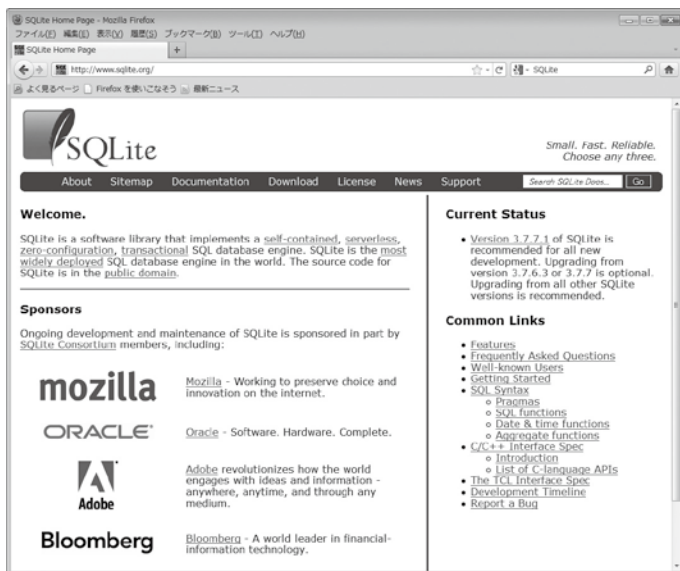 SQLite Home Page - Mozilla Firefox
ファイル(F) 編集(E) 表示(V) 履歴(S) ブックマーク(B) ツール(T) ヘルプ(H)
SQLite Home Page
http://www.sqlite.org/
SQLite
よく見るページ Firefox を使いこなそう 最新ニュース
SQLite
Small. Fast. Reliable.
Choose any three.
About Sitemap Documentation Download License News Support Search SQLite Docs... Go
Welcome.
SQLite is a software library that implements a self-contained, serverless,
zero-configuration, transactional SQL database engine. SQLite is the most
widely deployed SQL database engine in the world. The source code for
SQLite is in the public domain.
Sponsors
Ongoing development and maintenance of SQLite is sponsored in part by
SQLite Consortium members, including:
mozilla
Mozilla - Working to preserve choice and
innovation on the internet.
ORACLE
Oracle - Software. Hardware. Complete.
Adobe
Adobe revolutionizes how the world
engages with ideas and information -
anywhere, anytime, and through any
medium.
Bloomberg
Bloomberg - A world leader in financial-
information technology.
Current Status
Version 3.7.7.1 of SQLite is
recommended for all new
development. Upgrading from
version 3.7.6.3 or 3.7.7 is optional.
Upgrading from all other SQLite
versions is recommended.
Common Links
Features
Frequently Asked Questions
Well-known Users
Getting Started
SQL Syntax
Pragmas
SQL functions
Date & time functions
Aggregate functions
C/C++ Interface Spec
Introduction
List of C-language APIs
The TCL Interface Spec
Development Timeline
Report a Bug